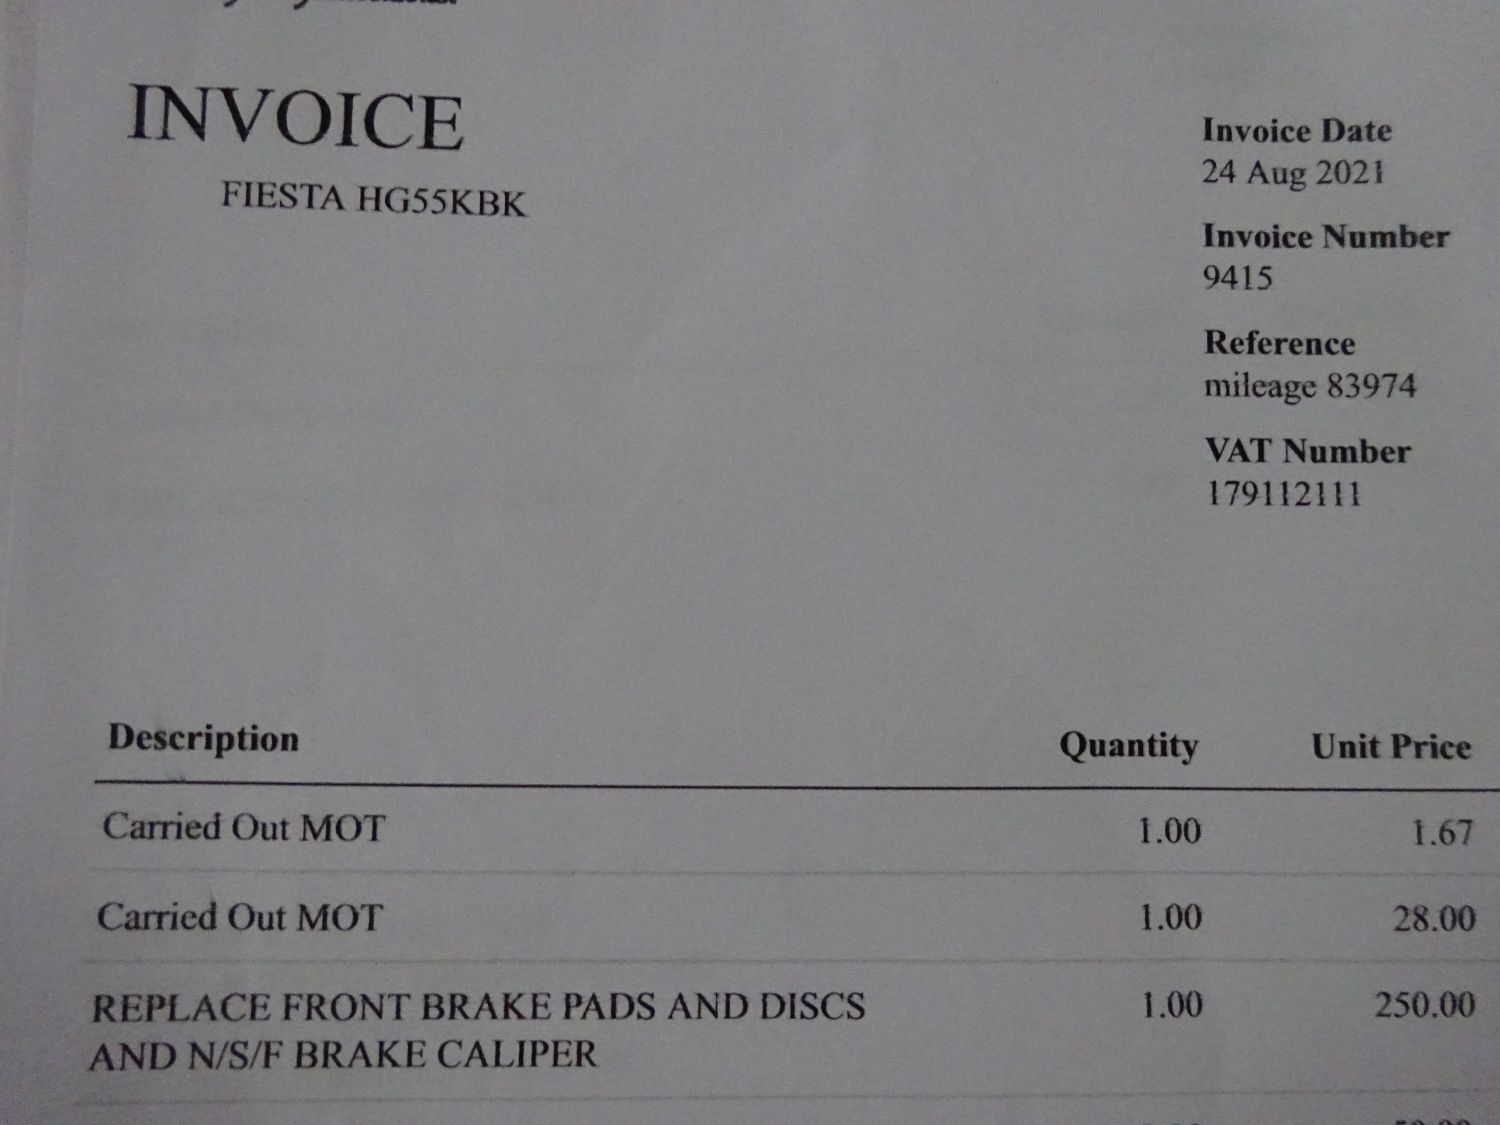 INVOICE
FIESTA HG55KBK
Invoice Date
24 Aug 2021
Invoice Number
9415
Reference
mileage 83974
VAT Number
179112111
Description Quantity Unit Price
Carried Out MOT 1.00 1.67
Carried Out MOT 1.00 28.00
REPLACE FRONT BRAKE PADS AND DISCS 1.00 250.00
AND N/S/F BRAKE CALIPER